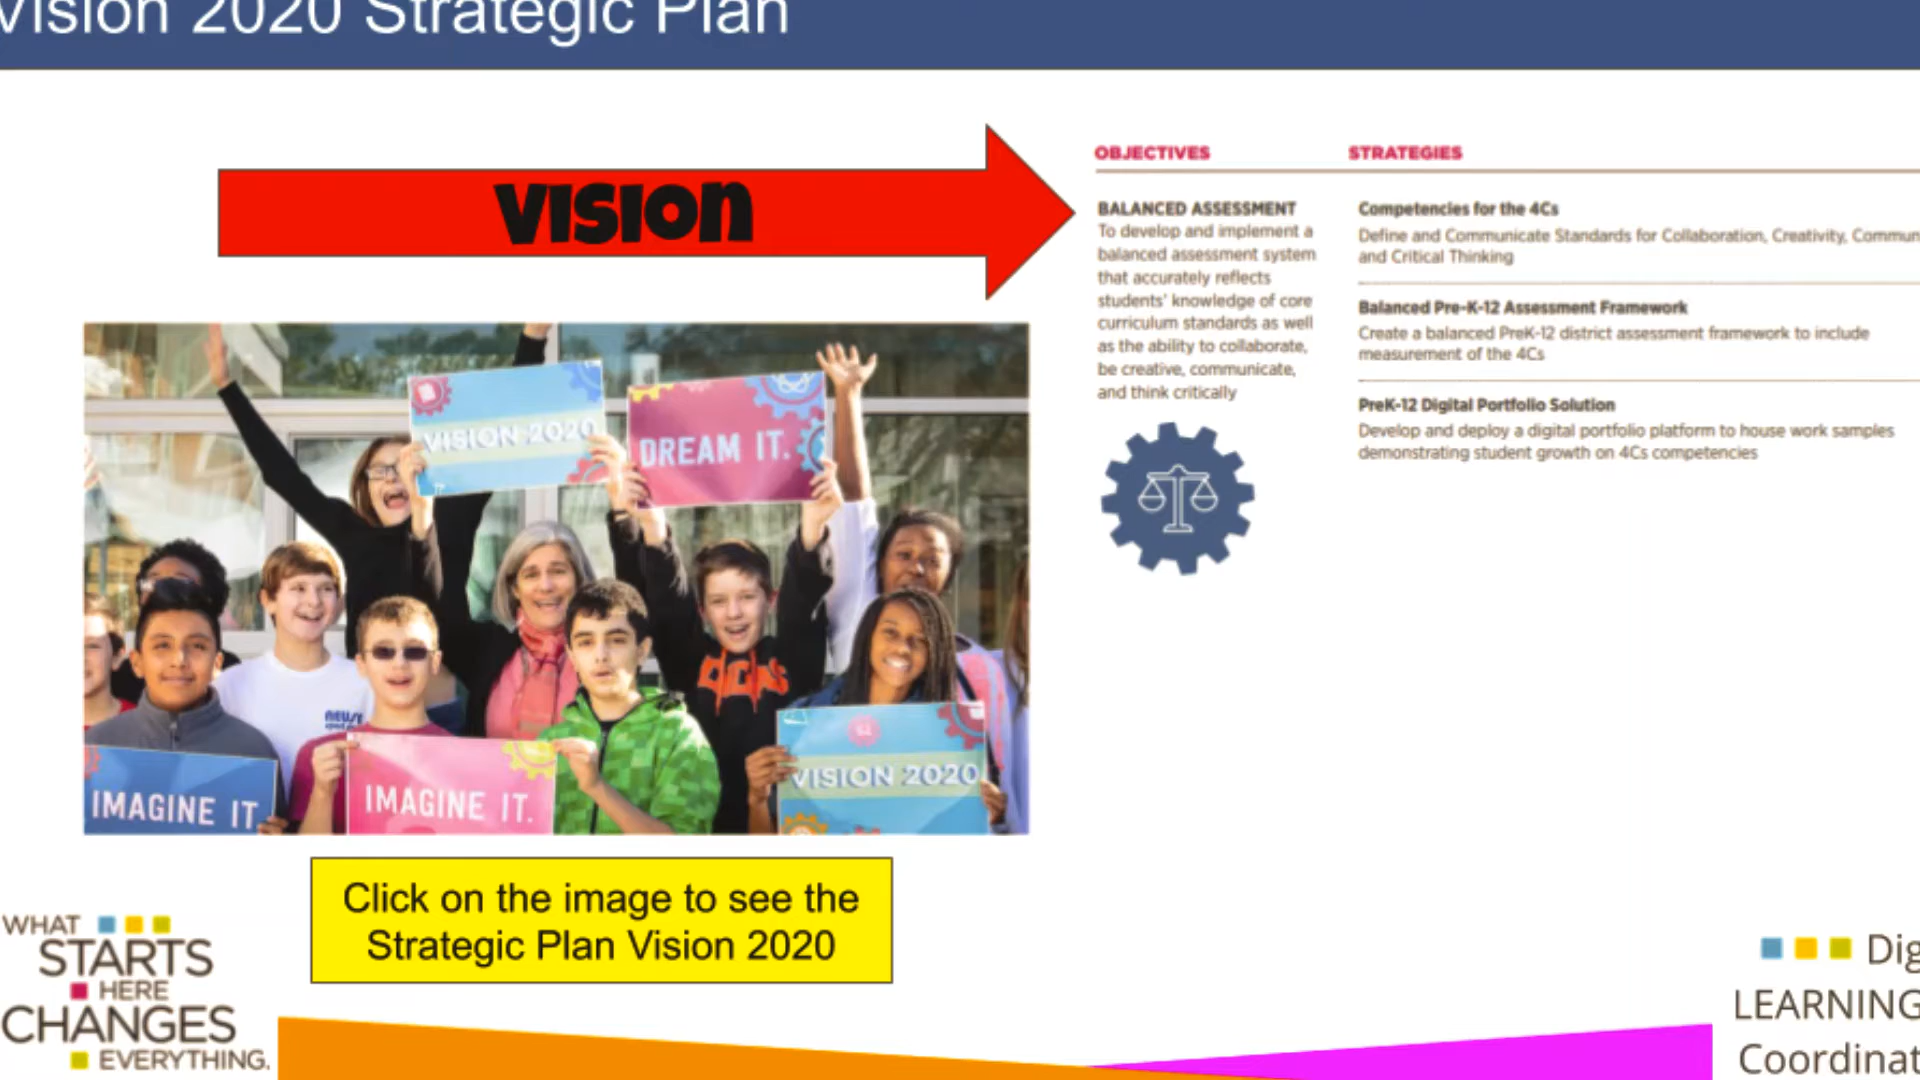 Vision 2020 Strategic Plan
VISION
OBJECTIVES
BALANCED ASSESSMENT
To develop and implement a
balanced assessment system
that accurately reflects
students' knowledge of core
curriculum standards as well
as the ability to collaborate,
be creative, communicate,
and think critically
STRATEGIES
Competencies for the 4Cs
Define and Communicate Standards for Collaboration, Creativity, Commun
and Critical Thinking
Balanced Pre-K-12 Assessment Framework
Create a balanced PreK-12 district assessment framework to include
measurement of the 4Cs
PreK-12 Digital Portfolio Solution
Develop and deploy a digital portfolio platform to house work samples
demonstrating student growth on 4Cs competencies
VISION 2020
DREAM IT.
IMAGINE IT.
IMAGINE IT.
VISION 2020
Click on the image to see the
Strategic Plan Vision 2020
WHAT
STARTS
HERE
CHANGES
EVERYTHING.
Dig
LEARNING
Coordinat